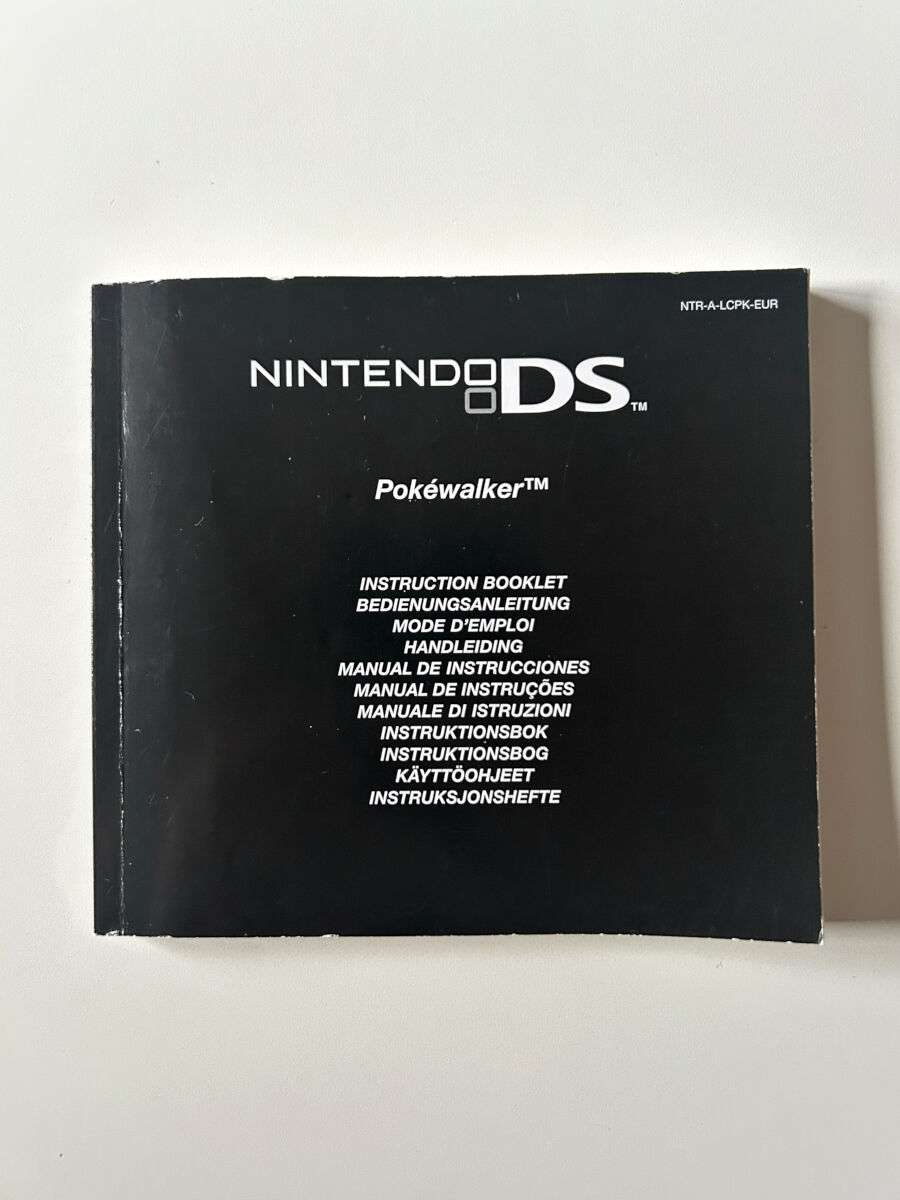 NTR-A-LCPK-EUR
NINTENDO DS™
Pokéwalker™
INSTRUCTION BOOKLET
BEDIENUNGSANLEITUNG
MODE D'EMPLOI
HANDLEIDING
MANUAL DE INSTRUCCIONES
MANUAL DE INSTRUÇÕES
MANUALE DI ISTRUZIONI
INSTRUKTIONSBOK
INSTRUKTIONSBOG
KÄYTTÖOHJEET
INSTRUKSJONSHEFTE